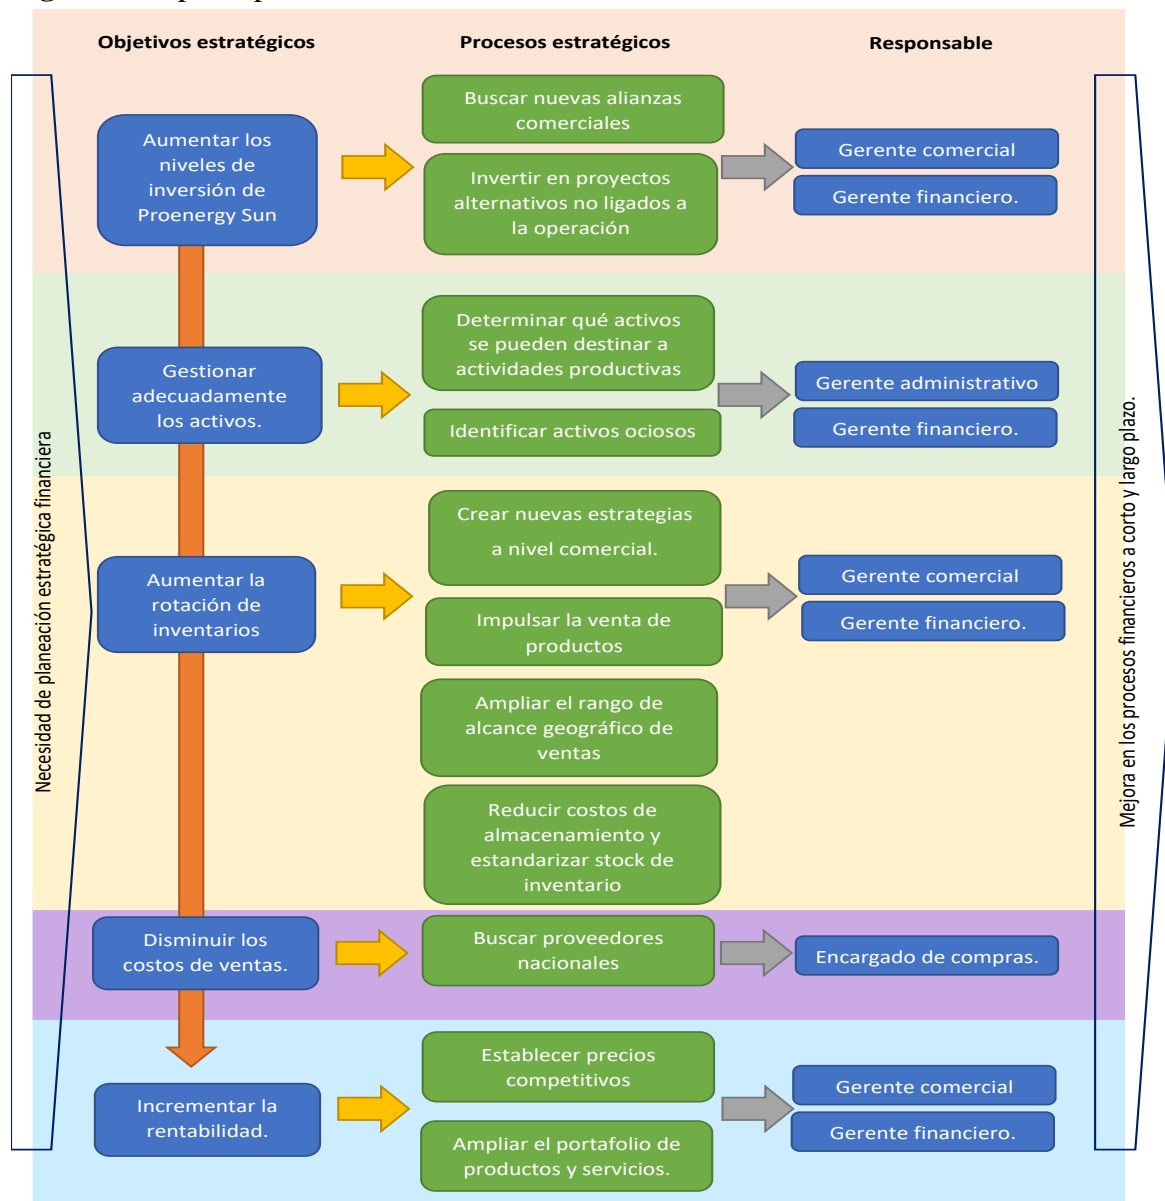 Objetivos estratégicos
Procesos estratégicos
Responsable
Necesidad de planeación estratégica financiera
Aumentar los
niveles de
inversión de
Proenergy Sun
Buscar nuevas alianzas
comerciales
Invertir en proyectos
alternativos no ligados a
la operación
Gerente comercial
Gerente financiero.
Gestionar
adecuadamente
los activos.
Determinar qué activos
se pueden destinar a
actividades productivas
Identificar activos ociosos
Gerente administrativo
Gerente financiero.
Aumentar la
rotación de
inventarios
Crear nuevas estrategias
a nivel comercial.
Impulsar la venta de
productos
Ampliar el rango de
alcance geográfico de
ventas
Reducir costos de
almacenamiento y
estandarizar stock de
inventario
Gerente comercial
Gerente financiero.
Disminuir los
costos de ventas.
Buscar proveedores
nacionales
Encargado de compras.
Incrementar la
rentabilidad.
Establecer precios
competitivos
Ampliar el portafolio de
productos y servicios.
Gerente comercial
Gerente financiero.
Mejora en los procesos financieros a corto y largo plazo.